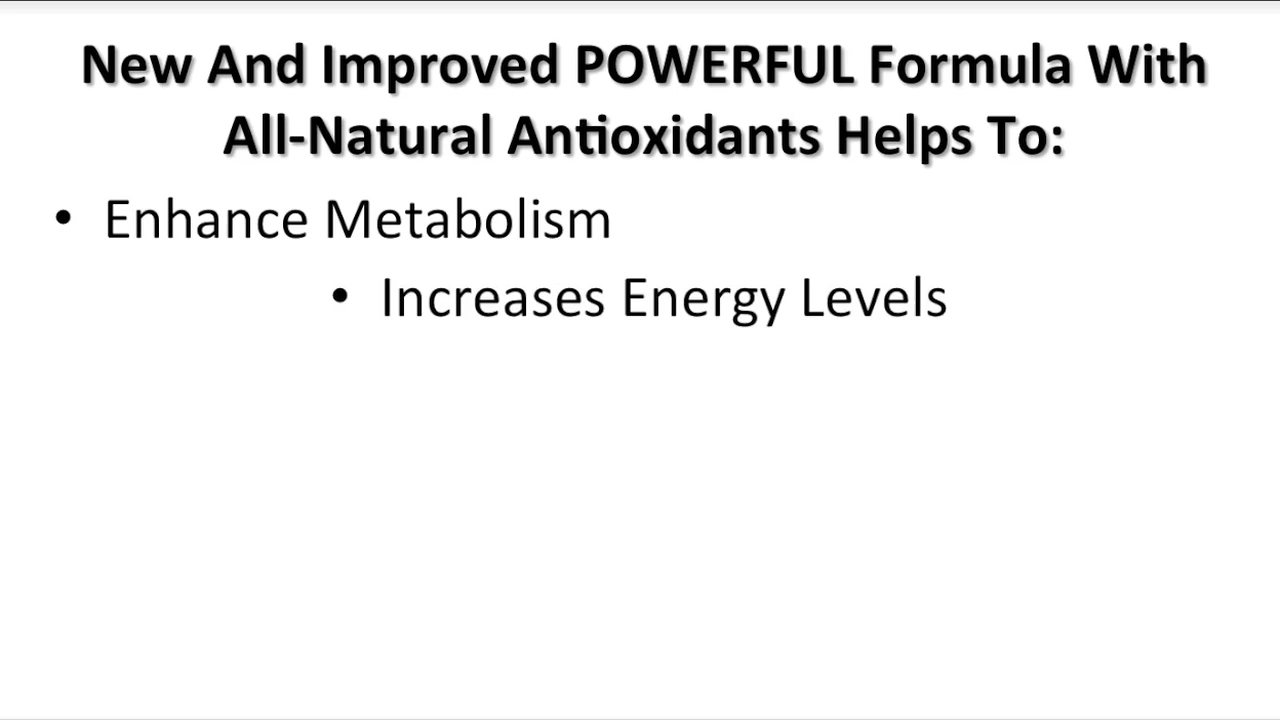 New And Improved POWERFUL Formula With
All-Natural Antioxidants Helps To:
• Enhance Metabolism
• Increases Energy Levels